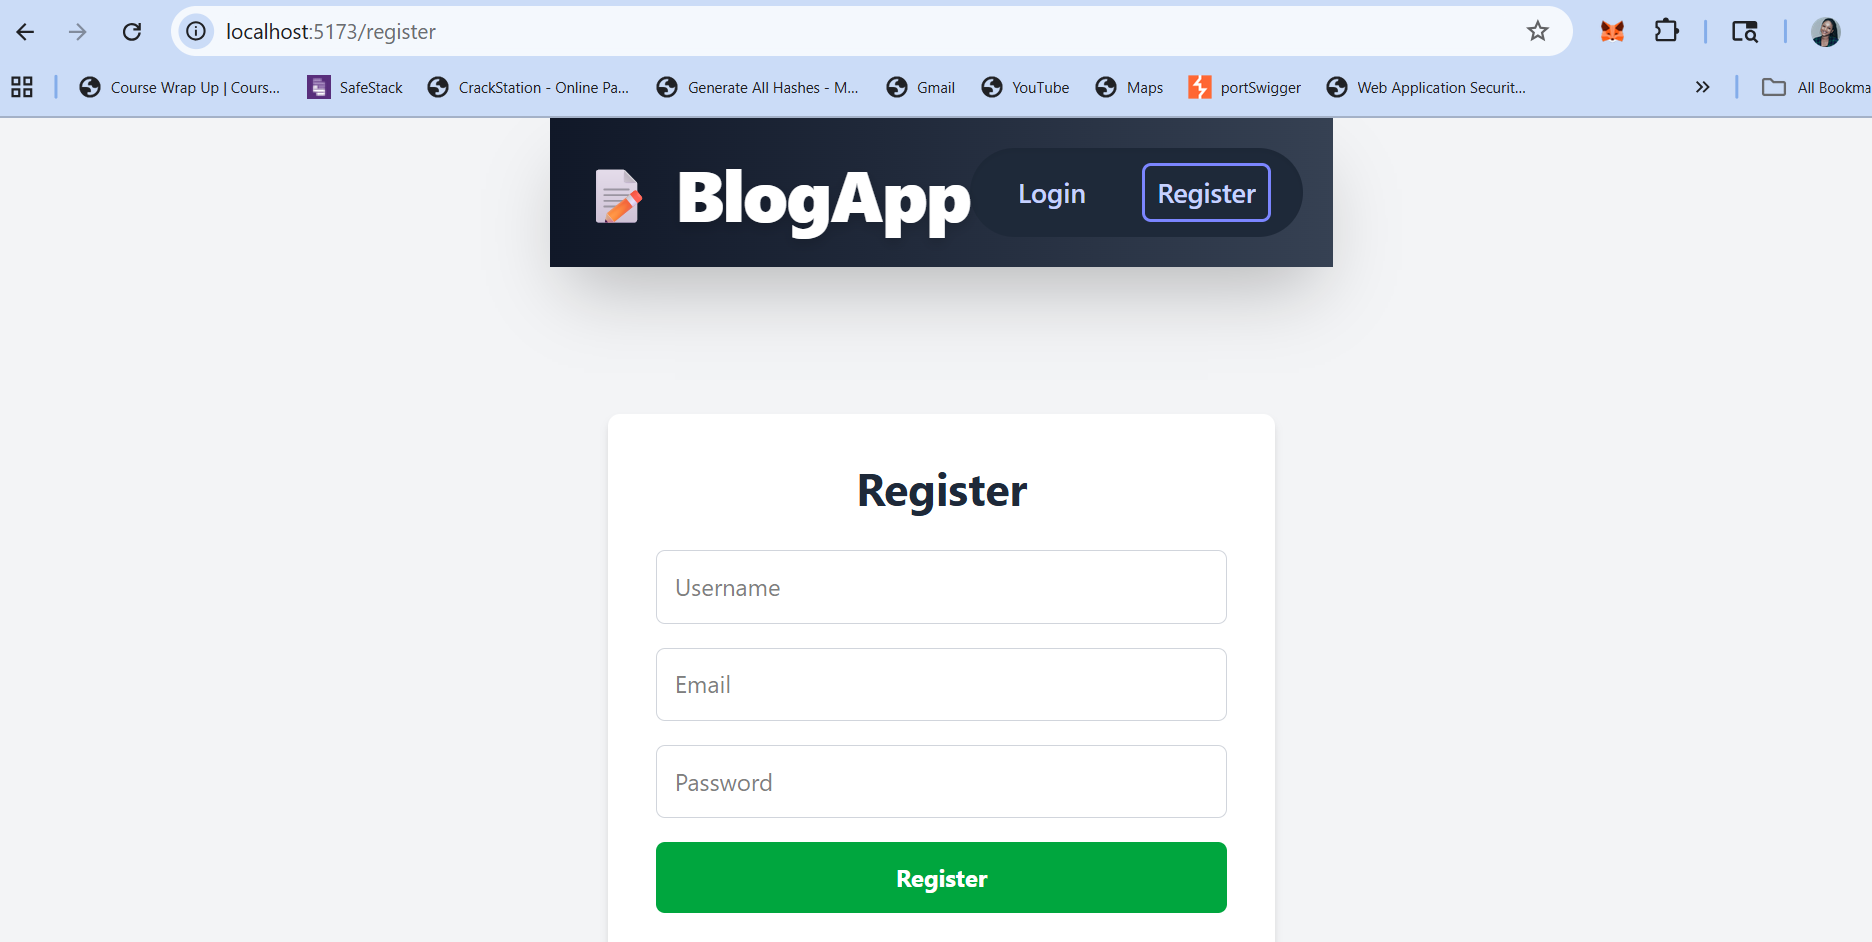 localhost:5173/register
Course Wrap Up | Cours... SafeStack CrackStation - Online Pa... Generate All Hashes - M... Gmail YouTube Maps portSwigger Web Application Securit... » All Bookma
BlogApp Login Register
Register
Username
Email
Password
Register